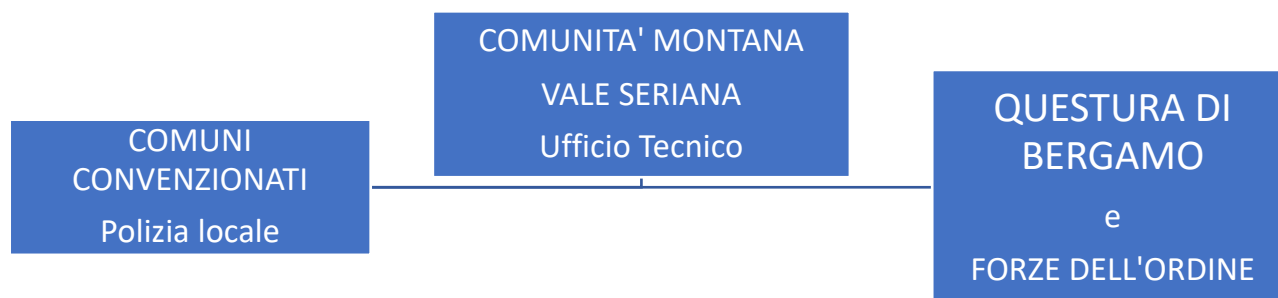 COMUNITA' MONTANA
VALE SERIANA
Ufficio Tecnico
COMUNI
CONVENZIONATI
Polizia locale
QUESTURA DI
BERGAMO
e
FORZE DELL'ORDINE